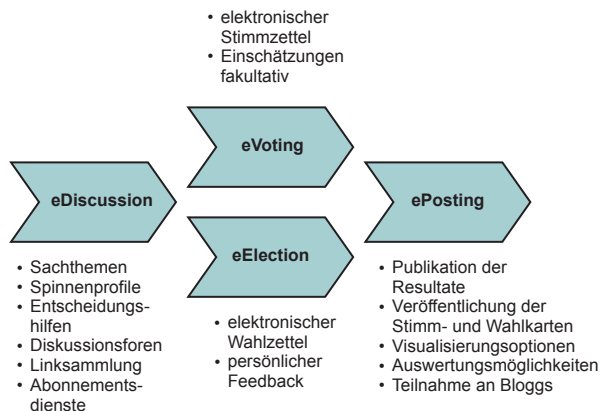 • elektronischer
Stimmzettel
• Einschätzungen
fakultativ
eVoting
eDiscussion
ePosting
eElection
• Sachthemen
• Spinnenprofile
• Entscheidungs-
hilfen
• Diskussionsforen
• Linksammlung
• Abonnements-
dienste
• elektronischer
Wahlzettel
• persönlicher
Feedback
• Publikation der
Resultate
• Veröffentlichung der
Stimm- und Wahlkarten
• Visualisierungsoptionen
• Auswertungsmöglichkeiten
• Teilnahme an Bloggs